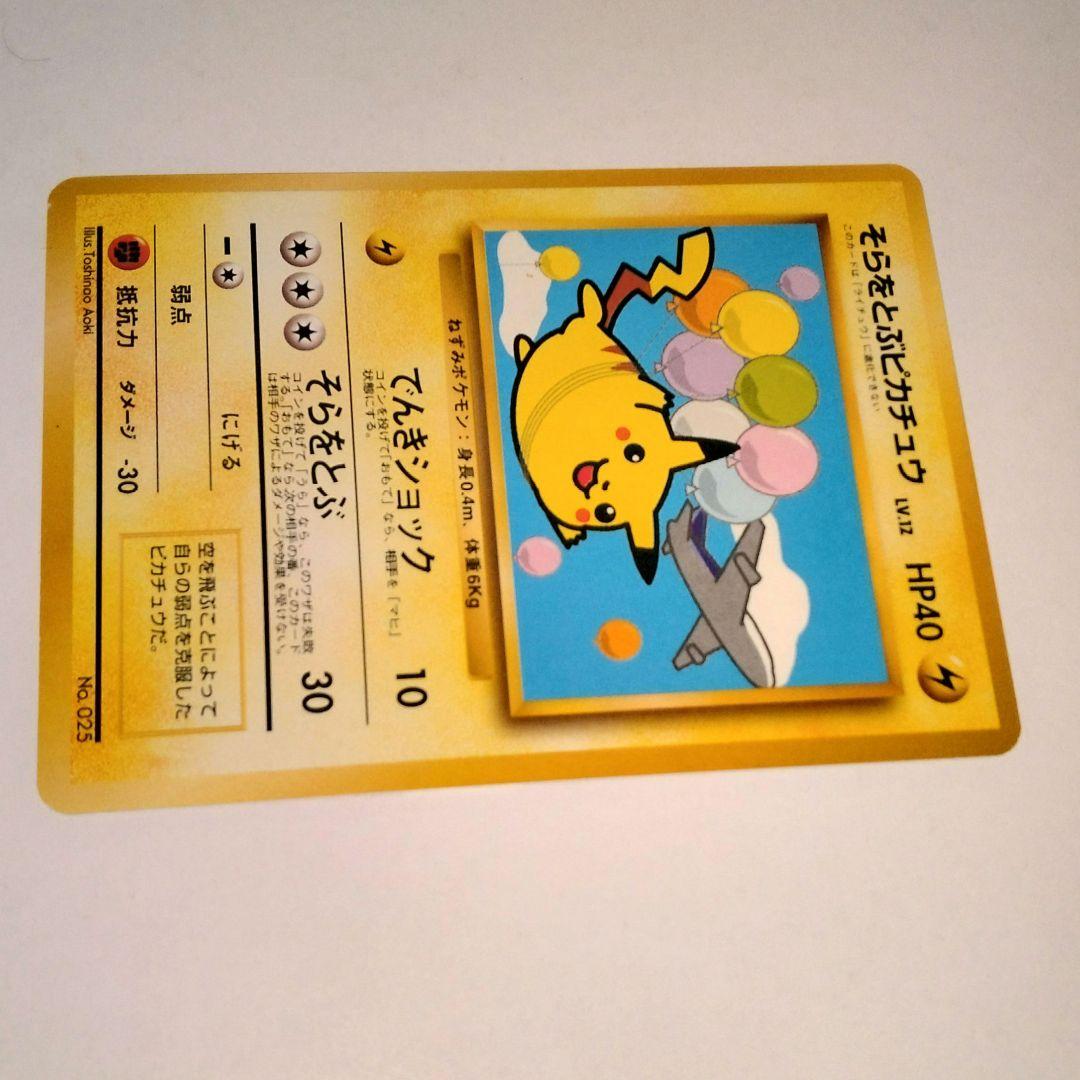 そらをとぶピカチュウ LV.12 HP40
このカードは「ライチュウ」に進化できない
ねずみポケモン:身長0.4m、体重6Kg
でんきショック 10
コインを投げて「おもて」なら、相手を「マヒ」
状態にする。
そらをとぶ 30
コインを投げて「うら」なら、このワザは失敗
する。「おもて」なら次の相手の番、このカード
は相手のワザによるダメージや効果を受けない。
にげる
弱点
抵抗力 ダメージ -30
空を飛ぶことによって
自らの弱点を克服した
ピカチュウだ。
Illus. Toshinao Aoki No. 025